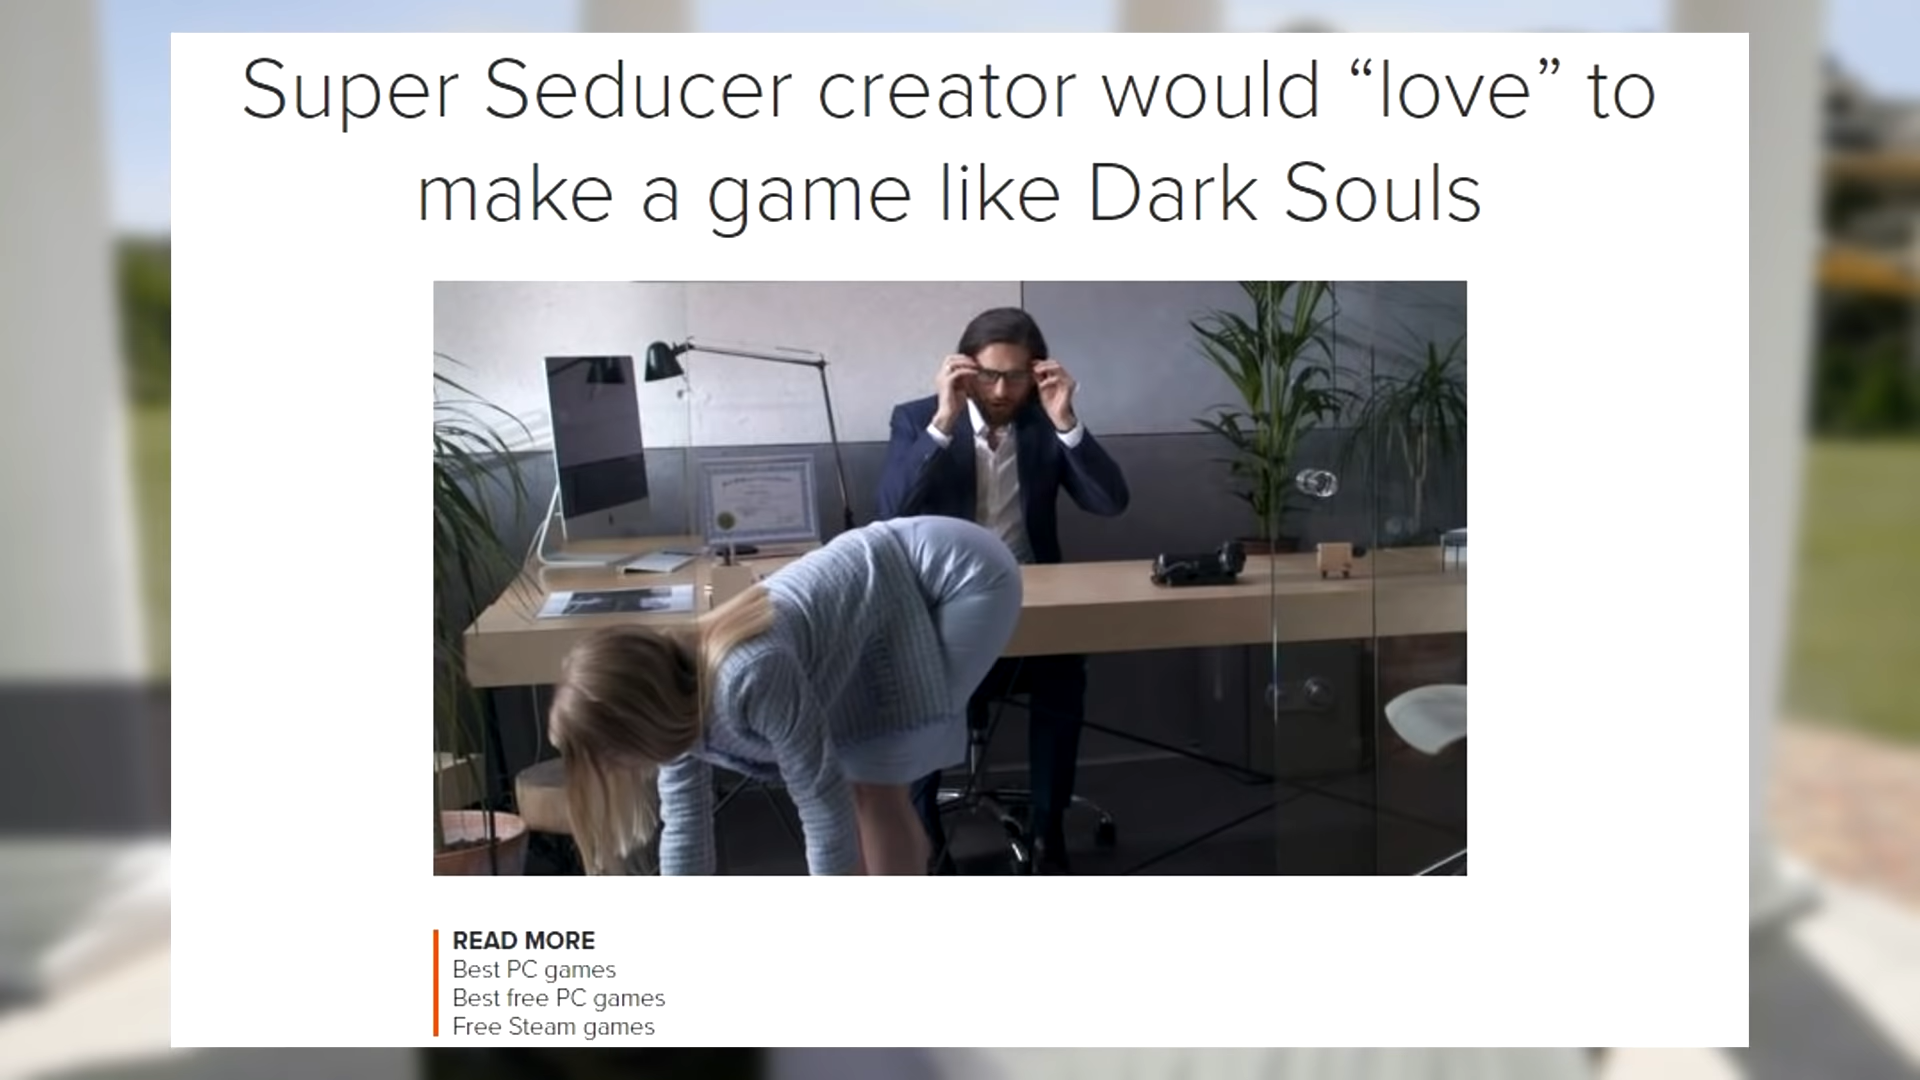 Super Seducer creator would “love” to
make a game like Dark Souls
READ MORE
Best PC games
Best free PC games
Free Steam games